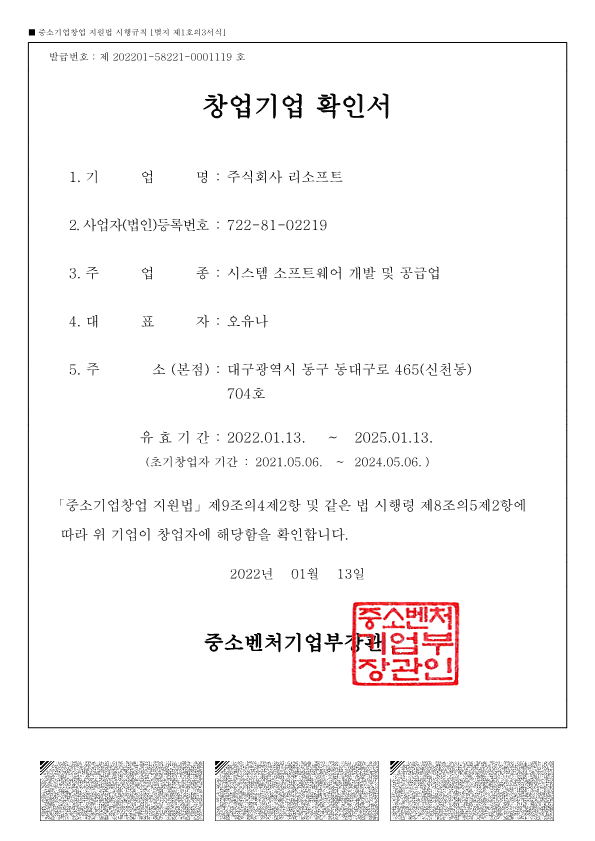 ■ 중소기업창업 지원법 시행규칙 [별지 제1호의3서식]
발급번호 : 제 202201-58221-0001119 호
창업기업 확인서
1. 기 업 명 : 주식회사 리소프트
2. 사업자(법인)등록번호 : 722-81-02219
3. 주 업 종 : 시스템 소프트웨어 개발 및 공급업
4. 대 표 자 : 오유나
5. 주 소 (본점) : 대구광역시 동구 동대구로 465(신천동)
704호
유 효 기 간 : 2022.01.13. ~ 2025.01.13.
(초기창업자 기간 : 2021.05.06. ~ 2024.05.06. )
「중소기업창업 지원법」제9조의4제2항 및 같은 법 시행령 제8조의5제2항에
따라 위 기업이 창업자에 해당함을 확인합니다.
2022년 01월 13일
중소벤처기업부장관
중소벤처
기업부
장관인